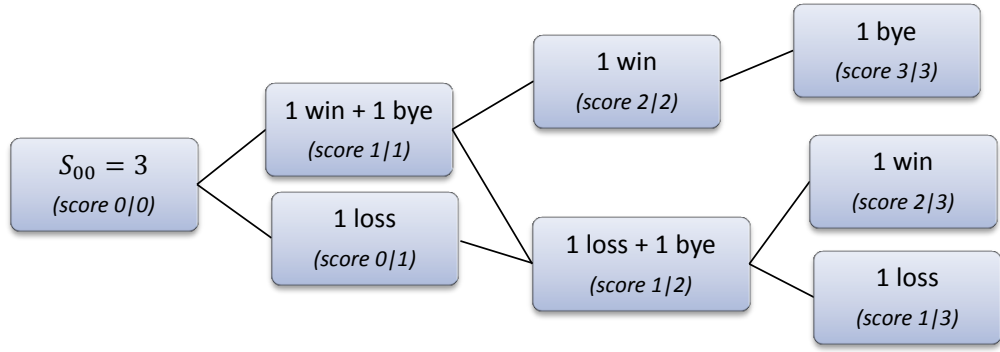 S₀₀ = 3
(score 0|0)
1 win + 1 bye
(score 1|1)
1 loss
(score 0|1)
1 win
(score 2|2)
1 loss + 1 bye
(score 1|2)
1 bye
(score 3|3)
1 win
(score 2|3)
1 loss
(score 1|3)